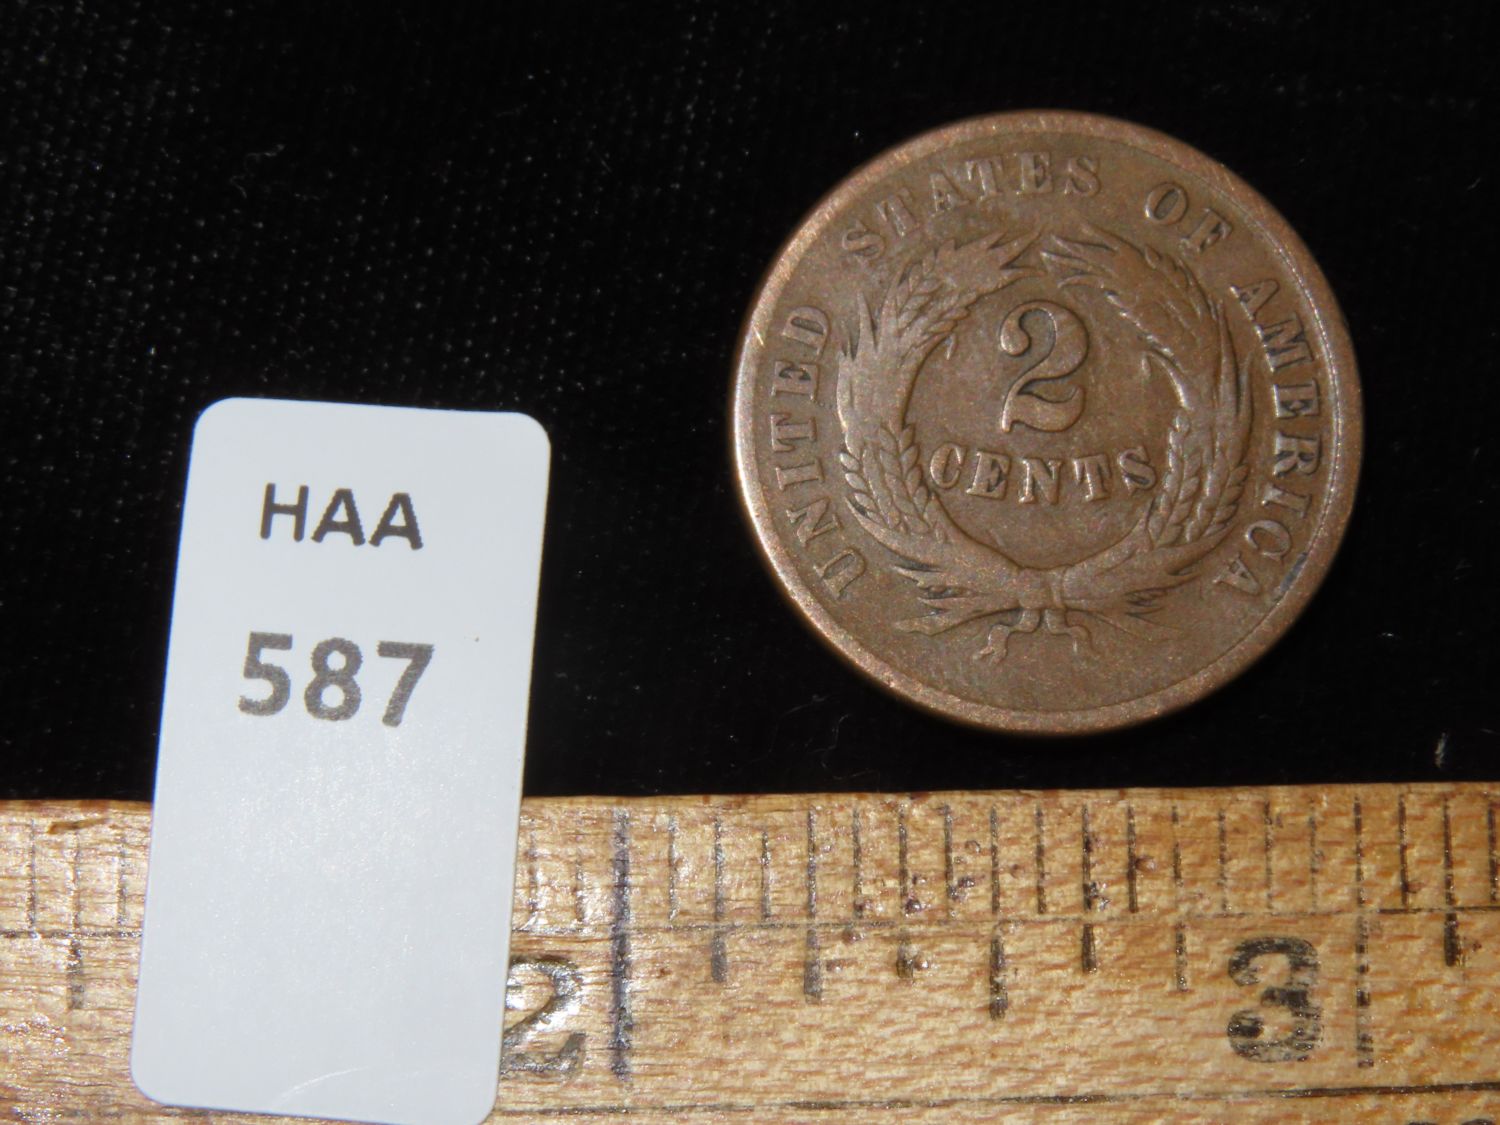 HAA
587
UNITED STATES OF AMERICA
2
CENTS
2
3